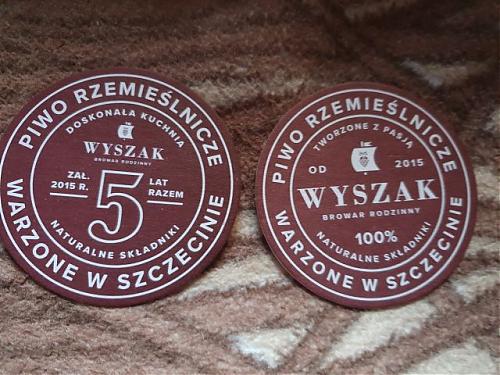 PIWO RZEMIEŚLNICZE
DOSKONAŁA KUCHNIA
WYSZAK
BROWAR RODZINNY
ZAŁ. 2015 R.
5
LAT RAZEM
NATURALNE SKŁADNIKI
WARZONE W SZCZECINIE
PIWO RZEMIEŚLNICZE
TWORZONE Z PASJĄ
OD 2015
WYSZAK
BROWAR RODZINNY
100%
NATURALNE SKŁADNIKI
WARZONE W SZCZECINIE